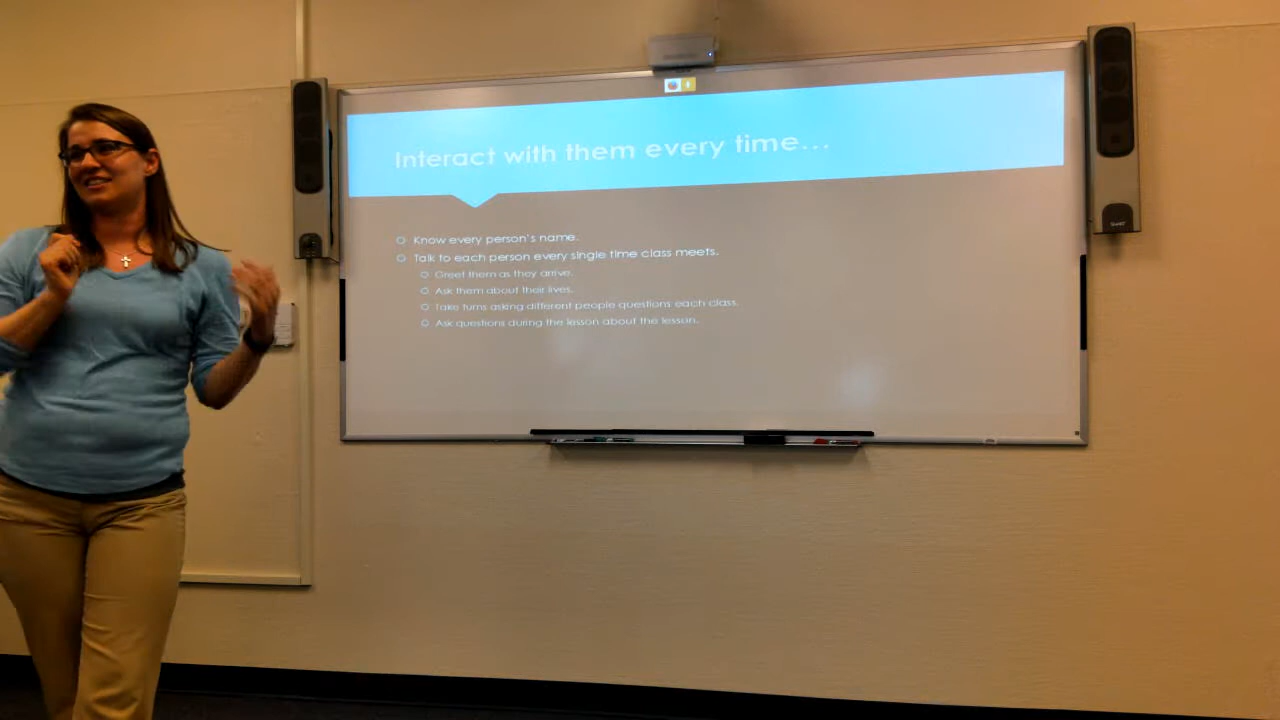 Interact with them every time...
Know every person's name.
Talk to each person every single time class meets.
Greet them as they arrive.
Ask them about their lives.
Take turns asking different people questions each class.
Ask questions during the lesson about the lesson.